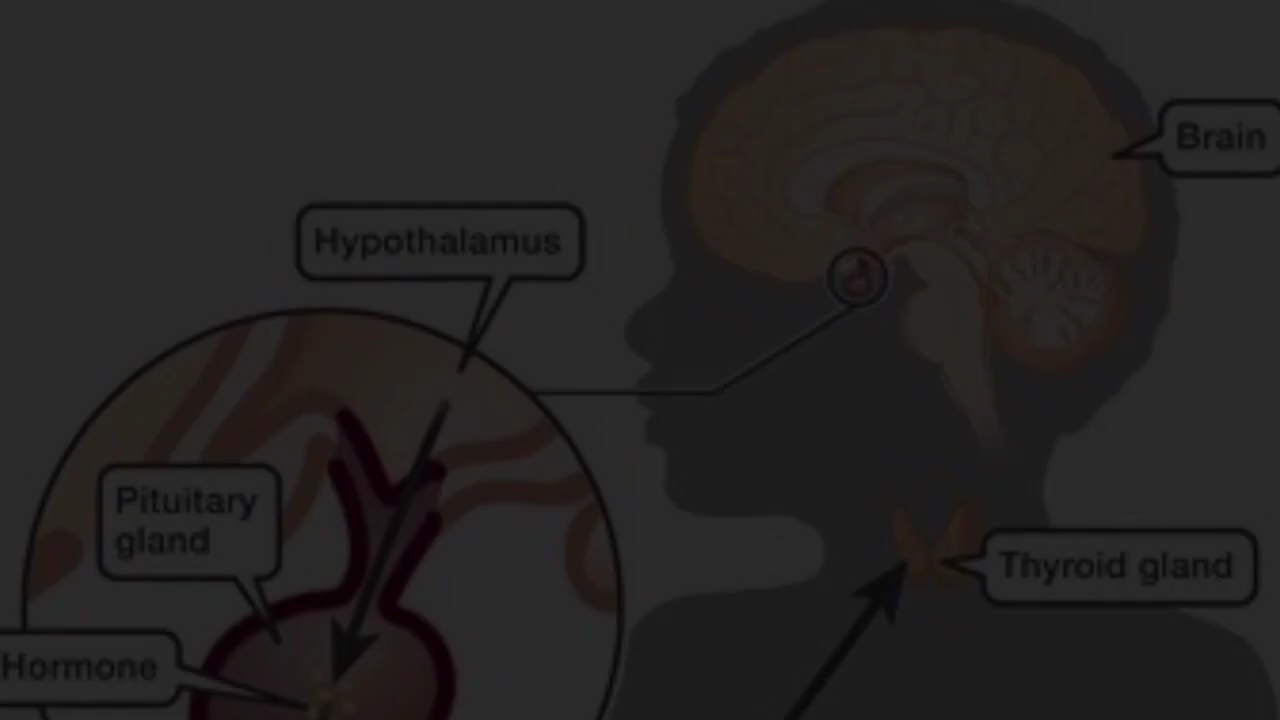 Brain
Hypothalamus
Pituitary
gland
Thyroid gland
Hormone